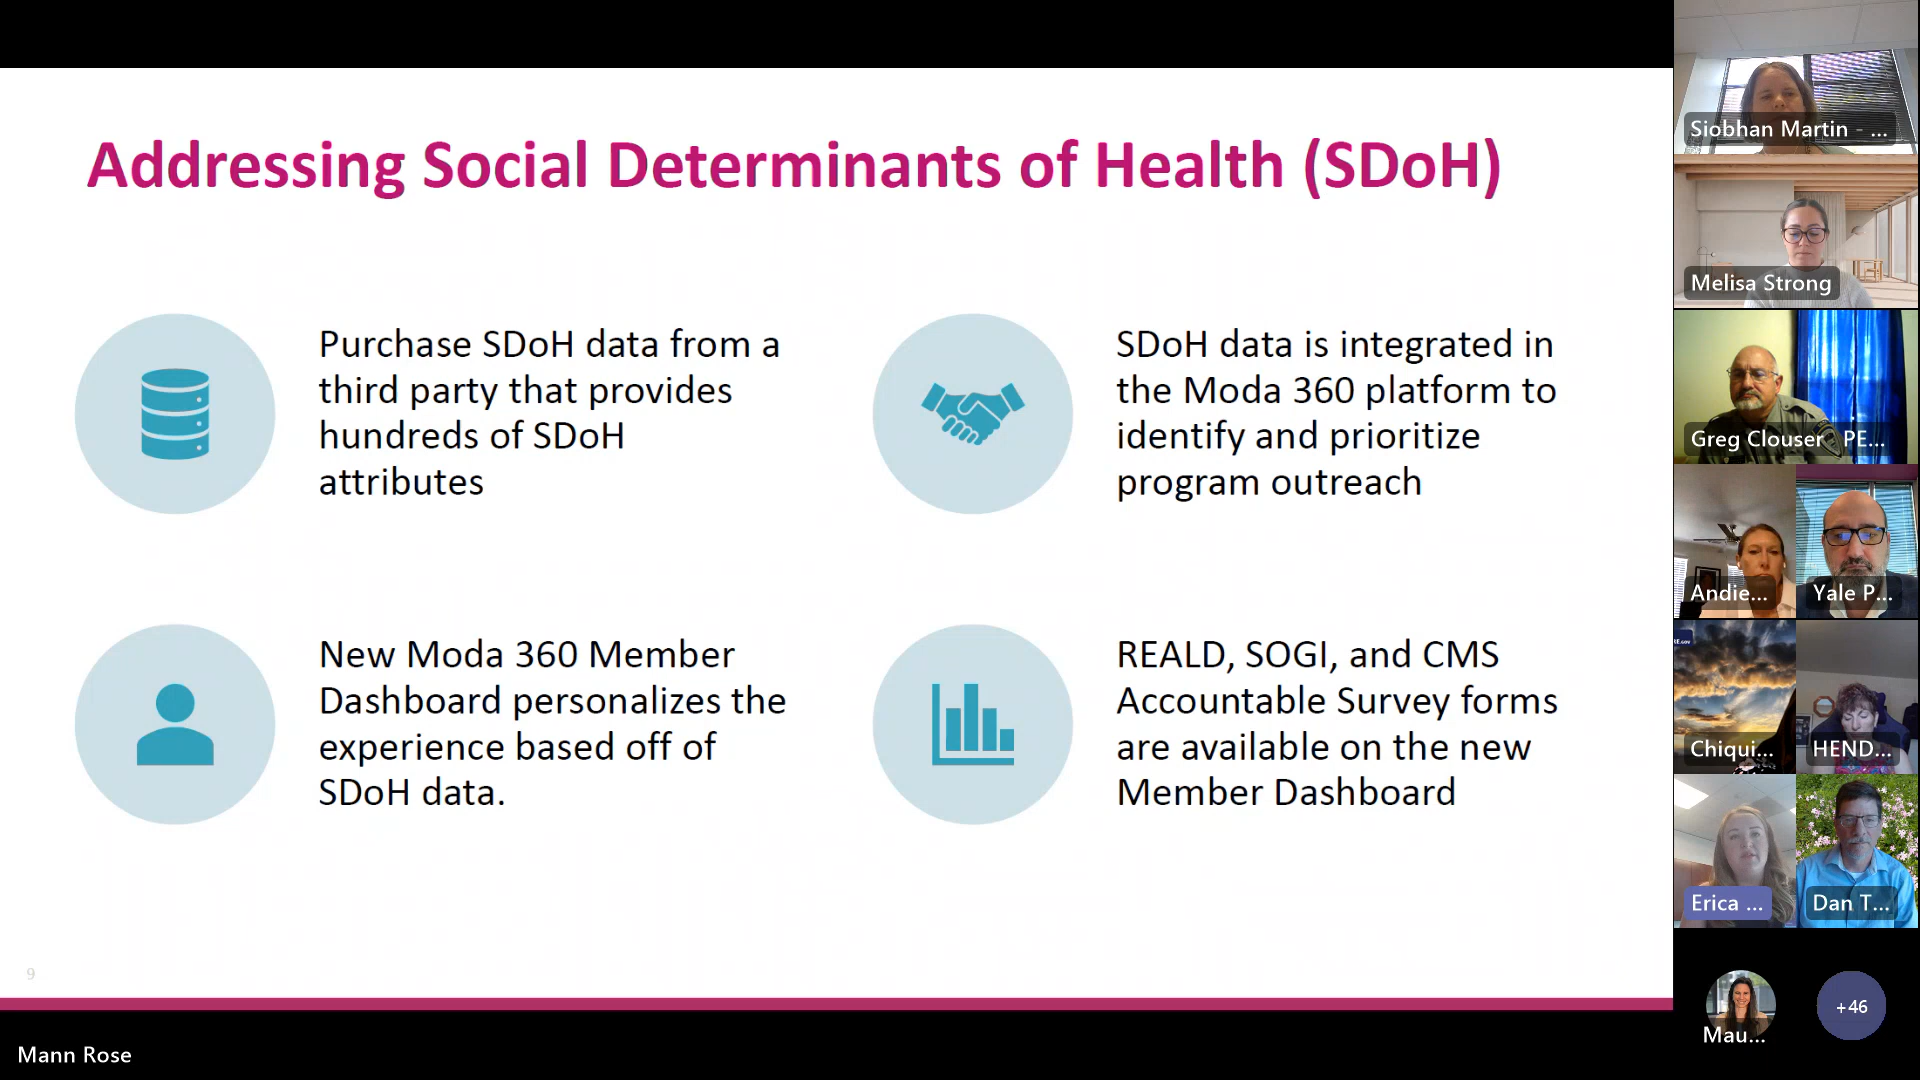 Addressing Social Determinants of Health (SDoH)
Purchase SDoH data from a
third party that provides
hundreds of SDoH
attributes
SDoH data is integrated in
the Moda 360 platform to
identify and prioritize
program outreach
New Moda 360 Member
Dashboard personalizes the
experience based off of
SDoH data.
REALD, SOGI, and CMS
Accountable Survey forms
are available on the new
Member Dashboard
9
Mann Rose
Siobhan Martin - ...
Melisa Strong
Greg Clouser PE...
Andie...
Yale P...
Chiqui...
HEND...
Erica ...
Dan T...
Mau...
+46